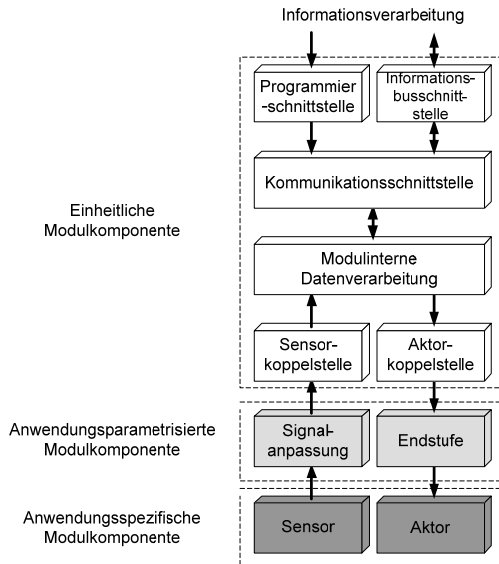 Informationsverarbeitung
Programmier
-schnittstelle
Informations-
busschnitt-
stelle
Kommunikationsschnittstelle
Einheitliche
Modulkomponente
Modulinterne
Datenverarbeitung
Sensor-
koppelstelle
Aktor-
koppelstelle
Anwendungsparametrisierte
Modulkomponente
Signal-
anpassung
Endstufe
Anwendungsspezifische
Modulkomponente
Sensor
Aktor